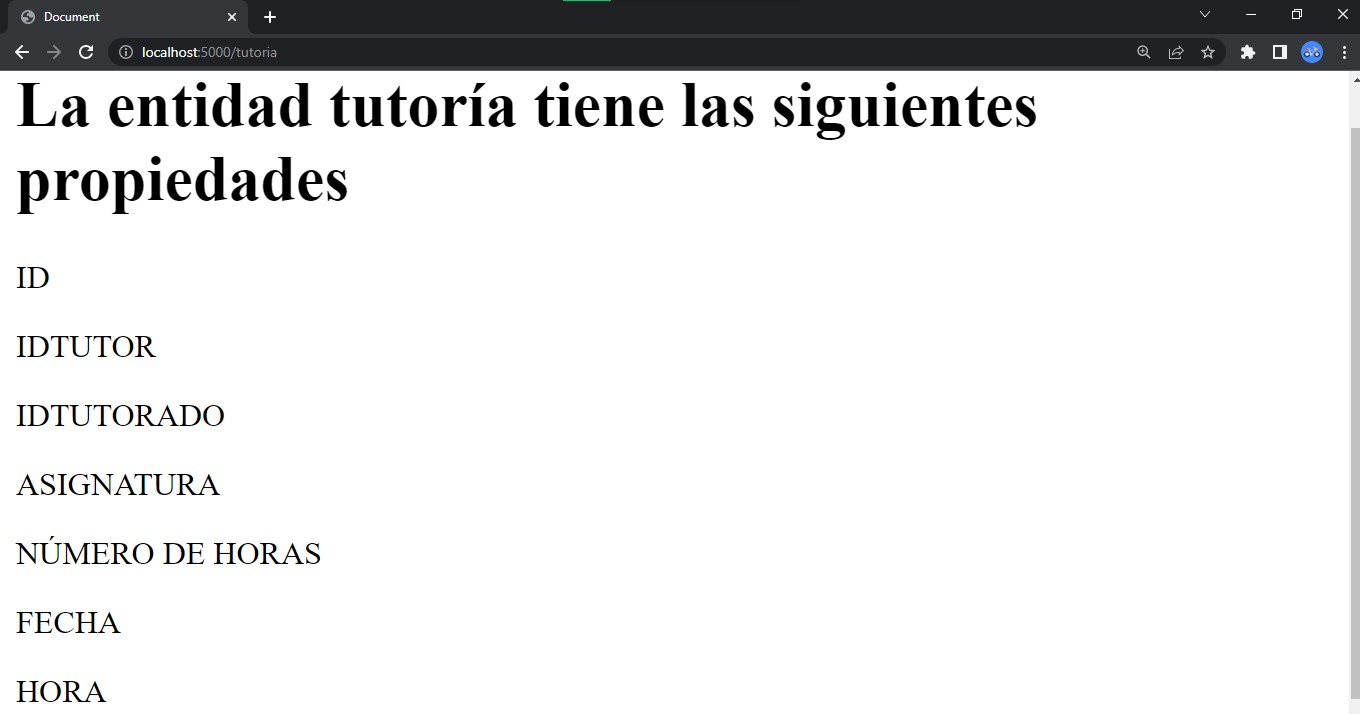 Document
localhost:5000/tutoria
La entidad tutoría tiene las siguientes
propiedades
ID
IDTUTOR
IDTUTORADO
ASIGNATURA
NÚMERO DE HORAS
FECHA
HORA